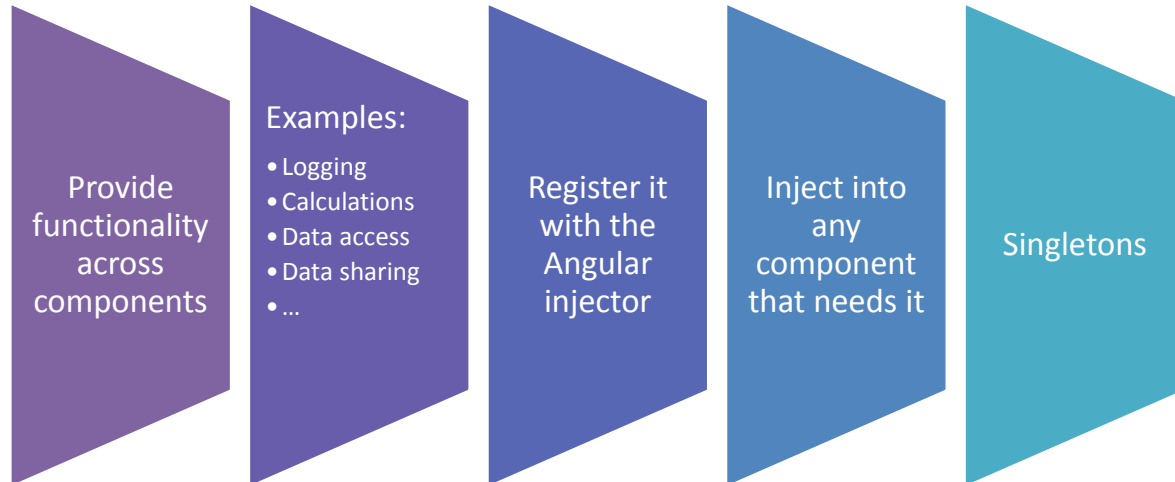 Provide
functionality
across
components
Examples:
• Logging
• Calculations
• Data access
• Data sharing
• …
Register it
with the
Angular
injector
Inject into
any
component
that needs it
Singletons